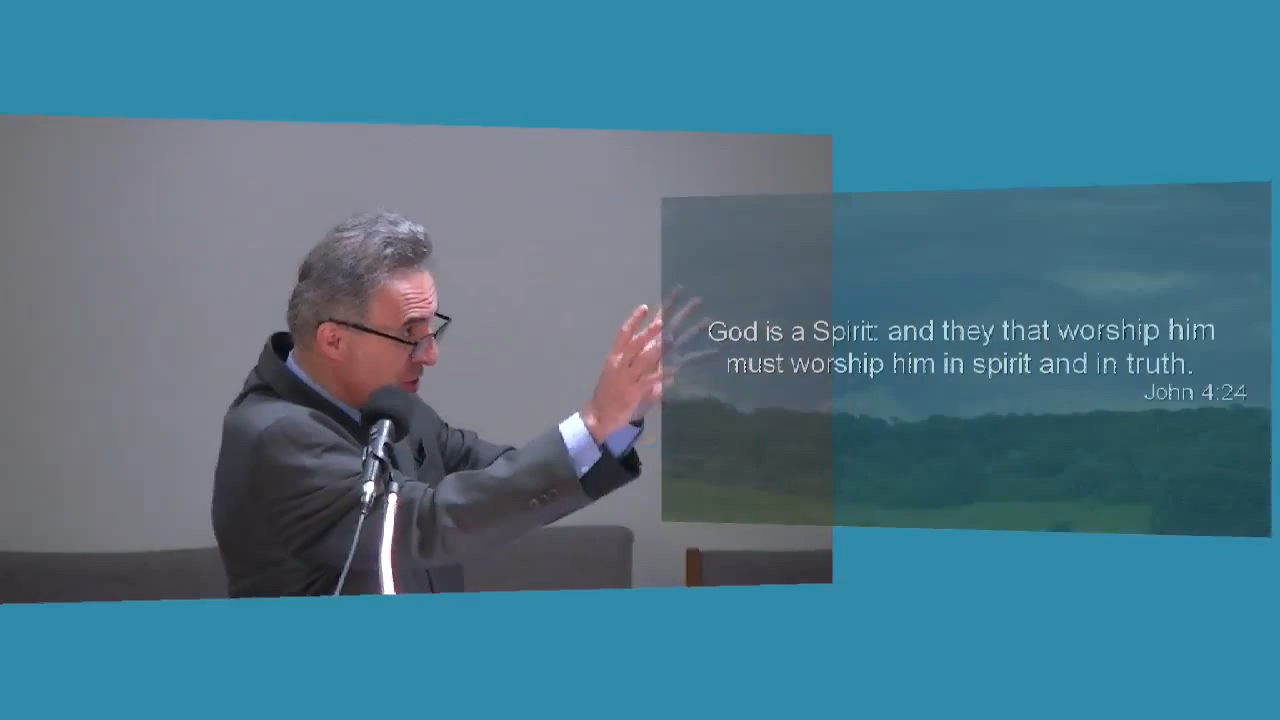 God is a Spirit: and they that worship him
must worship him in spirit and in truth.
John 4:24